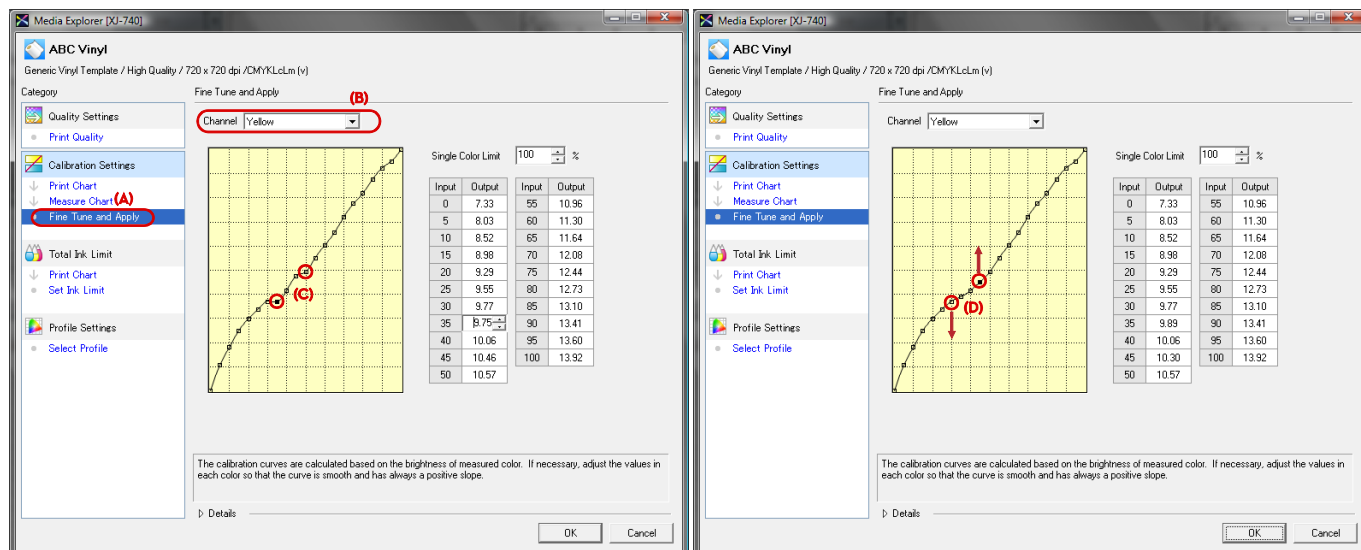 Media Explorer [XJ-740]
ABC Vinyl
Generic Vinyl Template / High Quality / 720 x 720 dpi /CMYKLcLm (v)
Category
Fine Tune and Apply
(B)
Quality Settings
Print Quality
Calibration Settings
Print Chart
Measure Chart
(A)
Fine Tune and Apply
Total Ink Limit
Print Chart
Set Ink Limit
Profile Settings
Select Profile
Channel Yellow
(C)
Single Color Limit 100 %
Input Output Input Output
0 7.33 55 10.96
5 8.03 60 11.30
10 8.52 65 11.64
15 8.98 70 12.08
20 9.29 75 12.44
25 9.55 80 12.73
30 9.77 85 13.10
35 9.75 90 13.41
40 10.06 95 13.60
45 10.46 100 13.92
50 10.57
The calibration curves are calculated based on the brightness of measured color. If necessary, adjust the values in
each color so that the curve is smooth and has always a positive slope.
Details
OK Cancel
Media Explorer [XJ-740]
ABC Vinyl
Generic Vinyl Template / High Quality / 720 x 720 dpi /CMYKLcLm (v)
Category
Fine Tune and Apply
Quality Settings
Print Quality
Calibration Settings
Print Chart
Measure Chart
Fine Tune and Apply
Total Ink Limit
Print Chart
Set Ink Limit
Profile Settings
Select Profile
Channel Yellow
(D)
Single Color Limit 100 %
Input Output Input Output
0 7.33 55 10.96
5 8.03 60 11.30
10 8.52 65 11.64
15 8.98 70 12.08
20 9.29 75 12.44
25 9.55 80 12.73
30 9.77 85 13.10
35 9.89 90 13.41
40 10.06 95 13.60
45 10.30 100 13.92
50 10.57
The calibration curves are calculated based on the brightness of measured color. If necessary, adjust the values in
each color so that the curve is smooth and has always a positive slope.
Details
OK Cancel